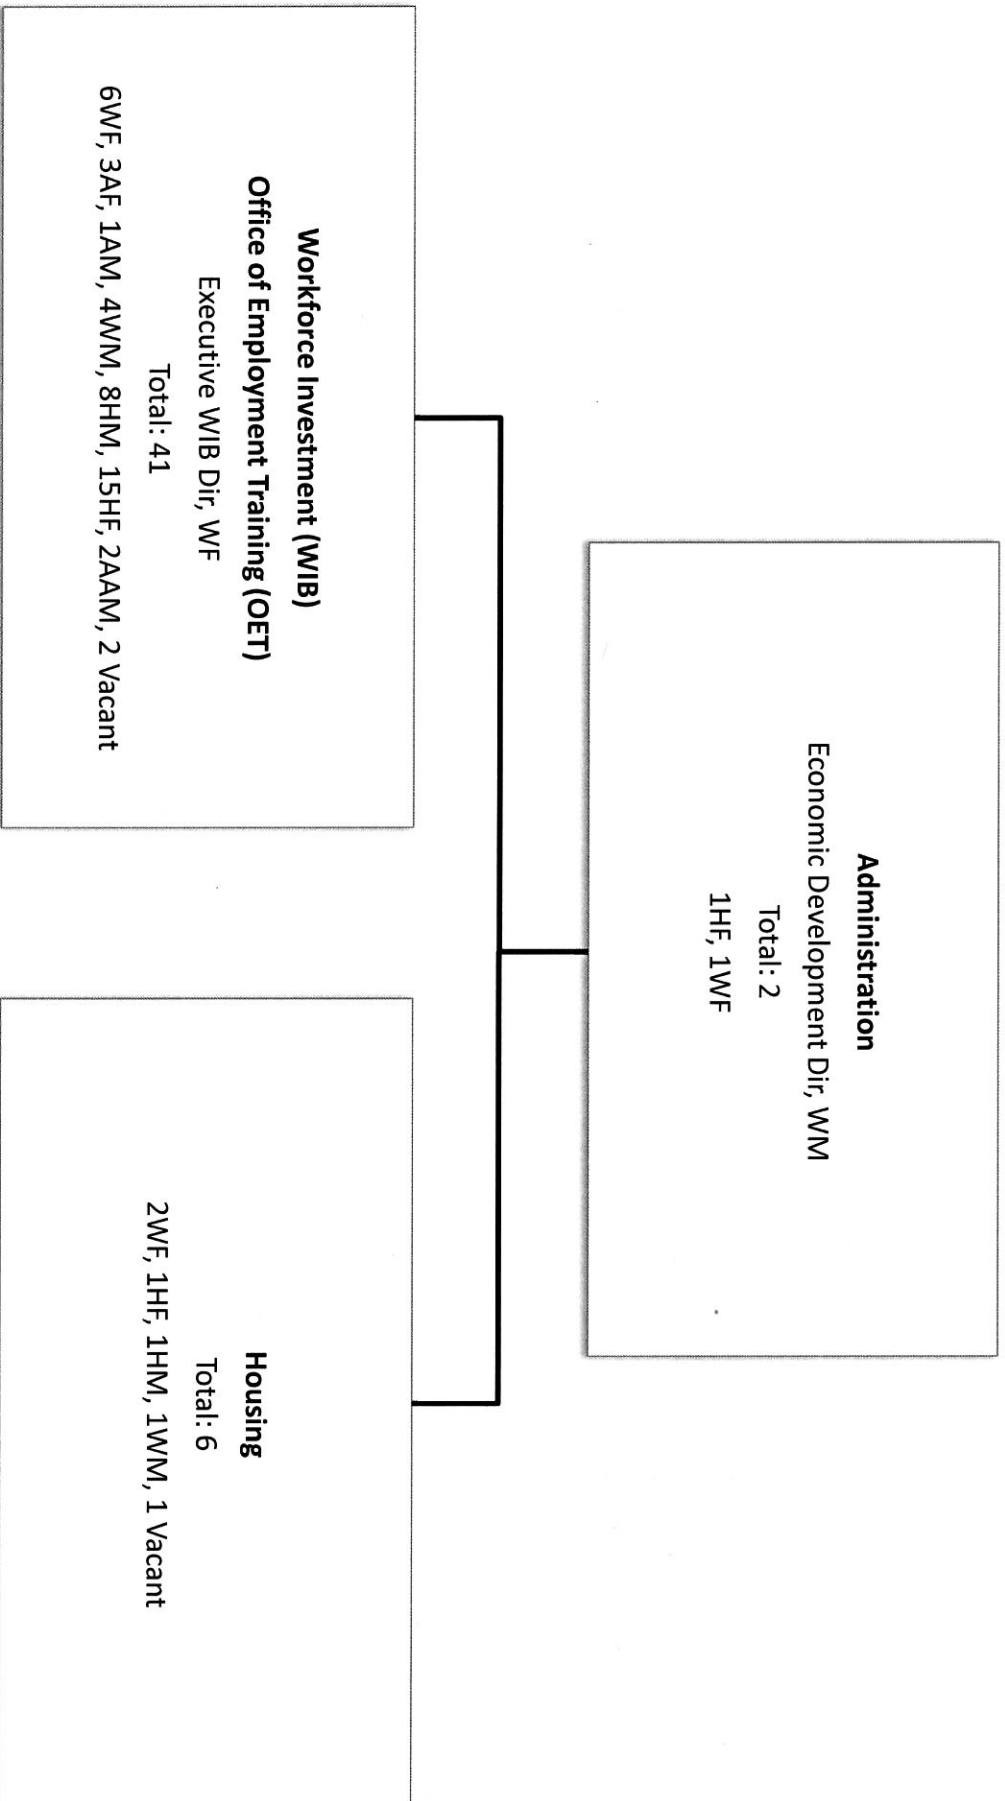 Administration
Economic Development Dir, WM
Total: 2
1HF, 1WF
Workforce Investment (WIB)
Office of Employment Training (OET)
Executive WIB Dir, WF
Total: 41
6WF, 3AF, 1AM, 4WM, 8HM, 15HF, 2AAM, 2 Vacant
Housing
Total: 6
2WF, 1HF, 1HM, 1WM, 1 Vacant